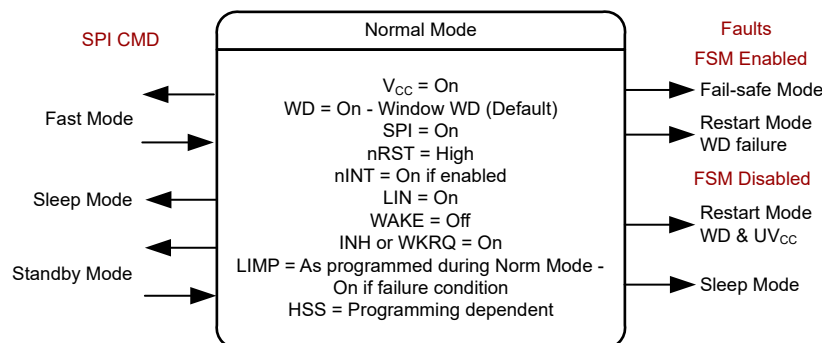 SPI CMD
Fast Mode
Sleep Mode
Standby Mode
Normal Mode
VCC = On
WD = On - Window WD (Default)
SPI = On
nRST = High
nINT = On if enabled
LIN = On
WAKE = Off
INH or WKRQ = On
LIMP = As programmed during Norm Mode -
On if failure condition
HSS = Programming dependent
Faults
FSM Enabled
Fail-safe Mode
Restart Mode
WD failure
FSM Disabled
Restart Mode
WD & UVCC
Sleep Mode